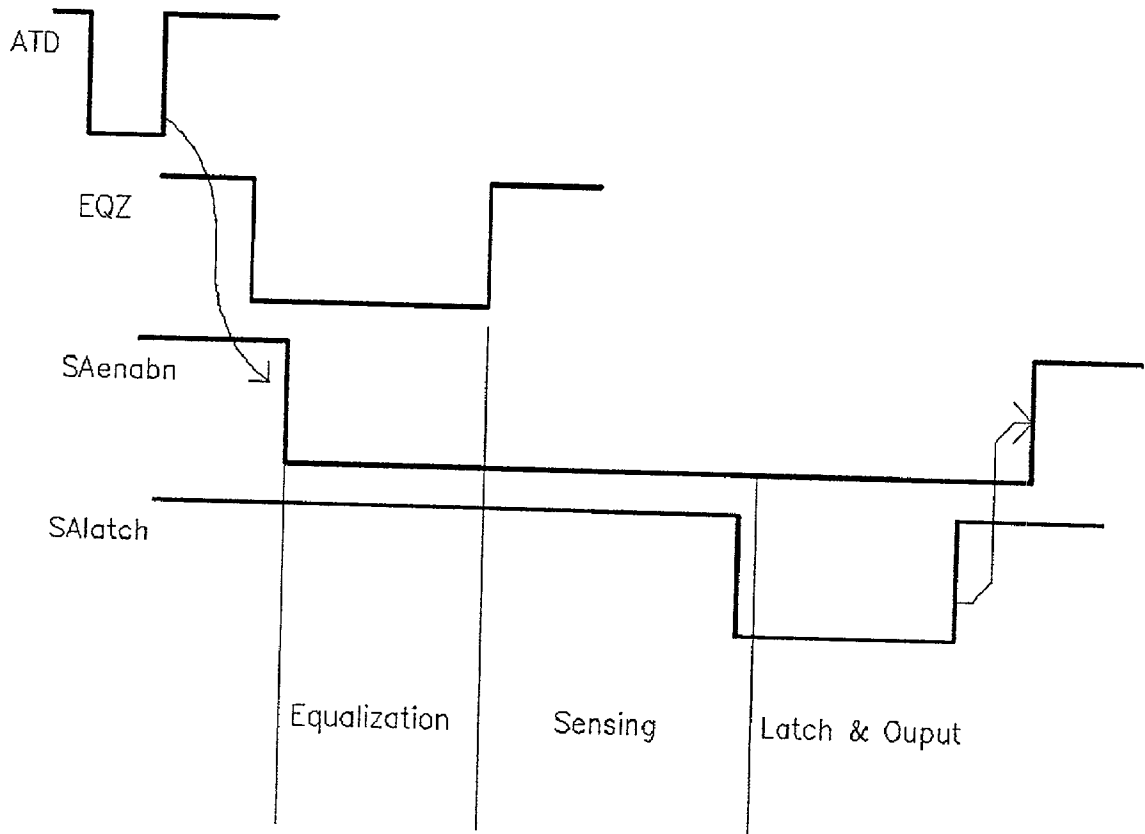 ATD
EQZ
SAenabn
SAlatch
Equalization
Sensing
Latch & Ouput